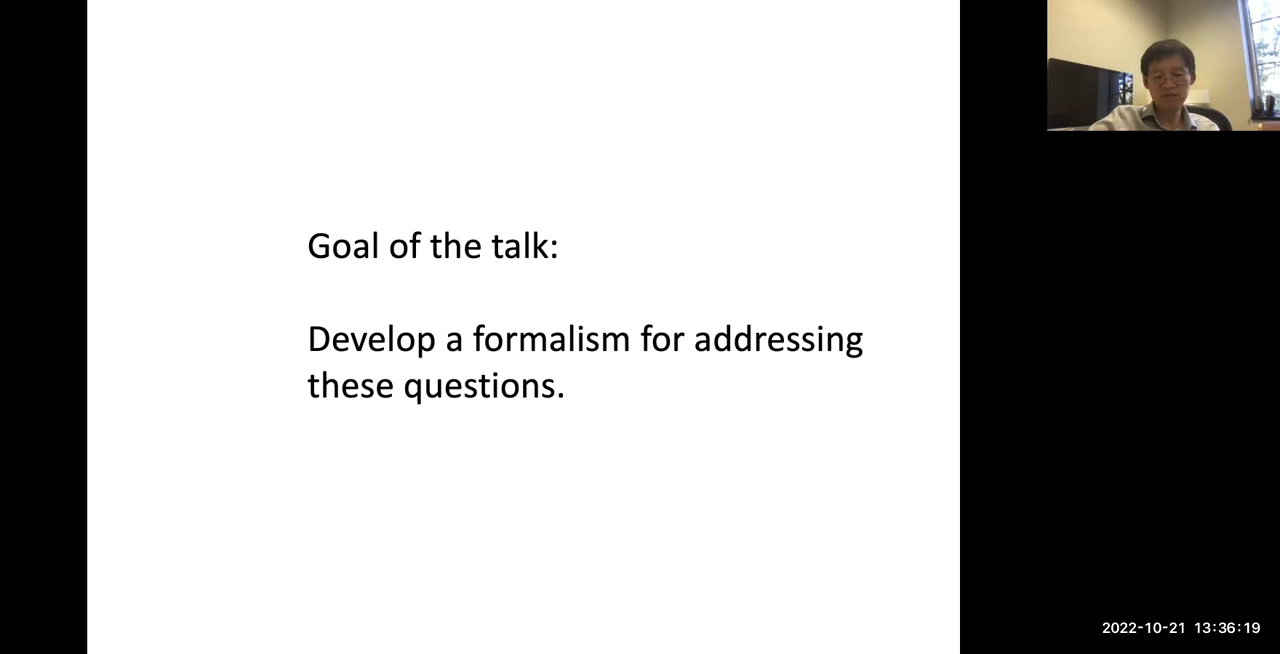 Goal of the talk:
Develop a formalism for addressing
these questions.
2022-10-21 13:36:19